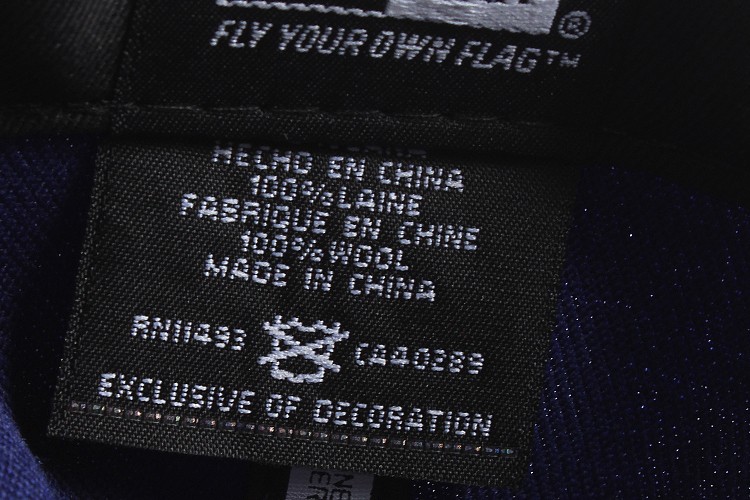 ®
FLY YOUR OWN FLAG™
HECHO EN CHINA
100% LAINE
FABRIQUE EN CHINE
100% WOOL
MADE IN CHINA
RN11493 CA40289
EXCLUSIVE OF DECORATION